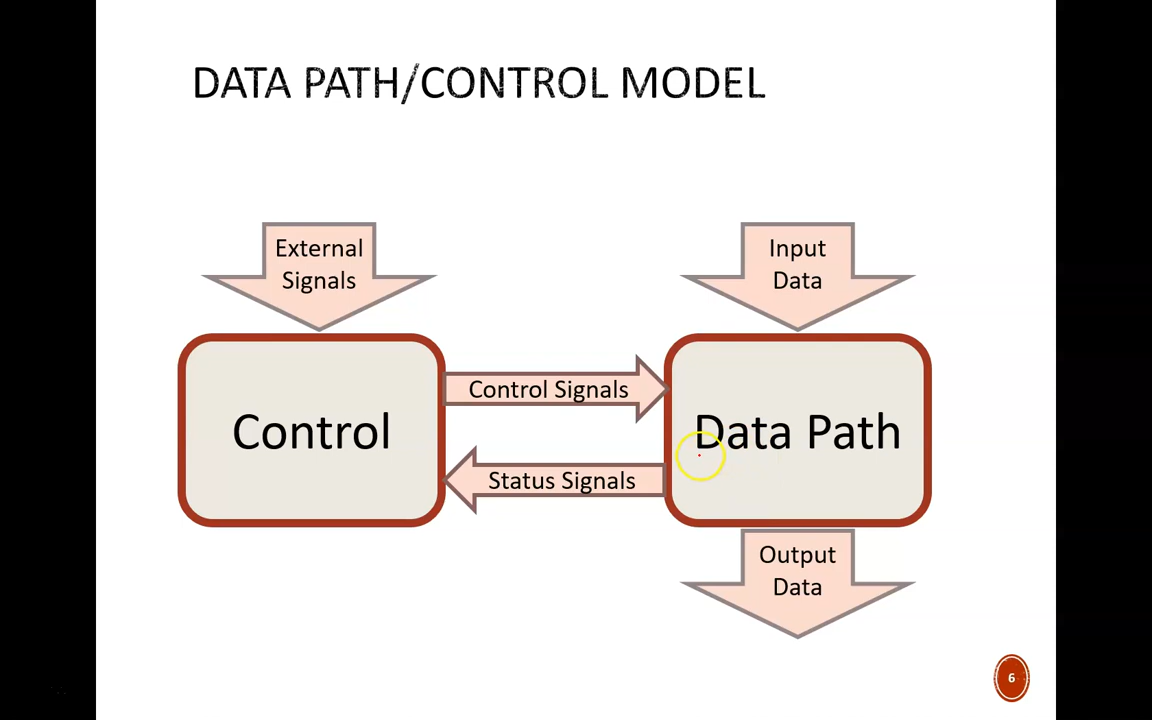 DATA PATH/CONTROL MODEL
External
Signals
Input
Data
Control Signals
Control
Data Path
Status Signals
Output
Data
6